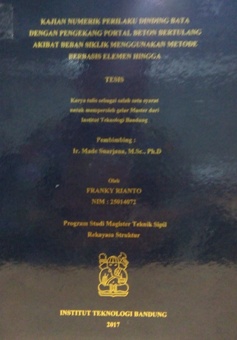 KAJIAN NUMERIK PERILAKU DINDING BATA
DENGAN PENGEKANG PORTAL BETON BERTULANG
AKIBAT BEBAN SIKLIK MENGGUNAKAN METODE
BERBASIS ELEMEN HINGGA
TESIS
Karya tulis sebagai salah satu syarat
untuk memperoleh gelar Master dari
Institut Teknologi Bandung
Pembimbing :
Ir. Made Suarjana, M.Sc., Ph.D
Oleh
FRANKY RIANTO
NIM : 25014072
Program Studi Magister Teknik Sipil
Rekayasa Struktur
INSTITUT TEKNOLOGI BANDUNG
2017